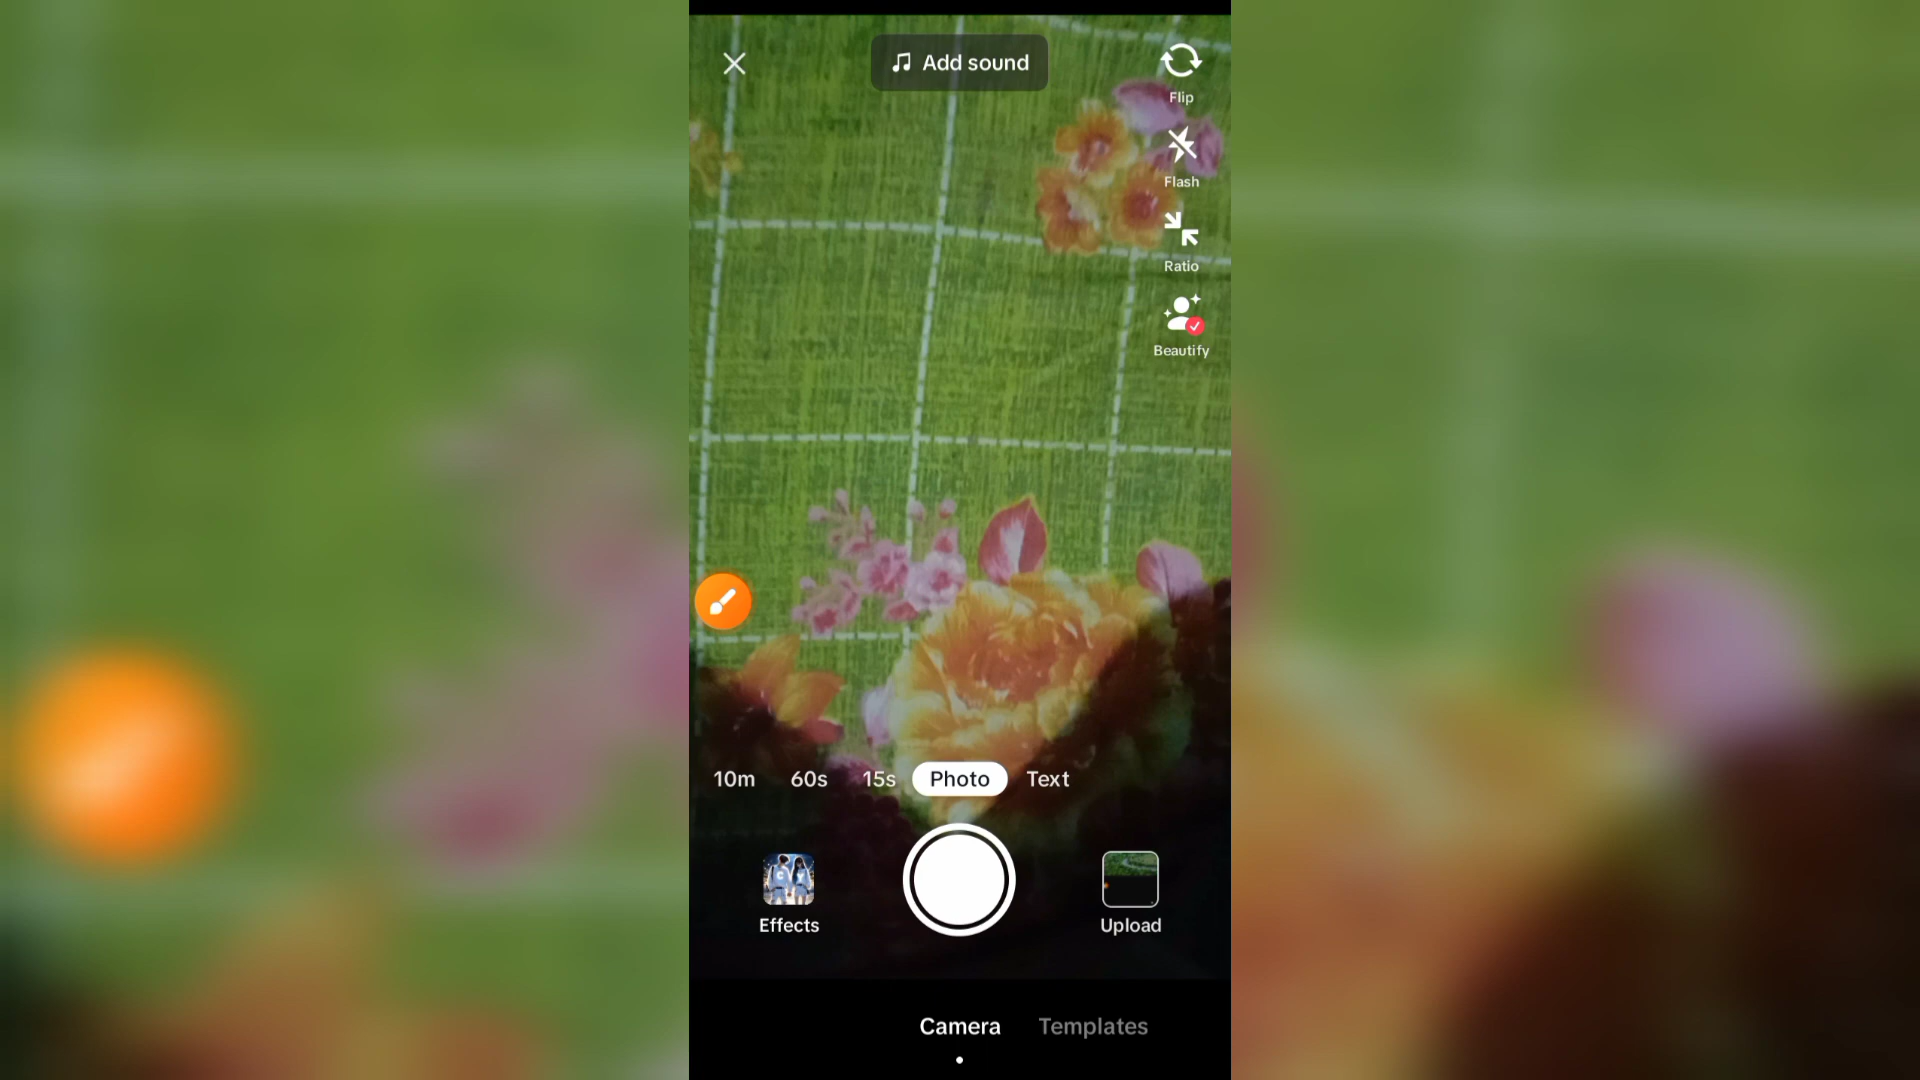 Add sound
Flip
Flash
Ratio
Beautify
10m 60s 15s Photo Text
Effects
Upload
Camera Templates